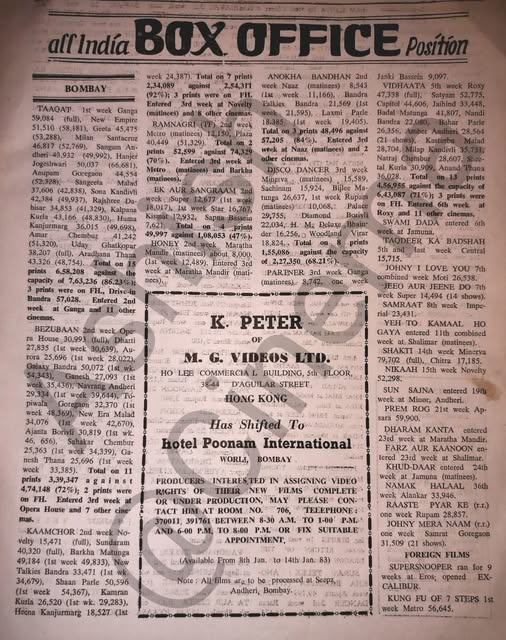 all India BOX OFFICE Position
BOMBAY
TAAQAT 1st week Ganga
59,084 (full), New Empire
51,510 (58,181), Geeta 45,475
(53,288), Milan Santacruz
46,817 (52,769), Sangam An-
dheri 40,932 (49,992), Hanjer
Jogeshwari 50,037 (66,681),
Anupam Goregaon 44,554
(52,928), Sangeeta Malad
37,606 (42,838), Sona Kandivli
42,384 (49,937), Rajshree Da-
hisar 34,853 (44,329), Kalpana
Kurla 43,166 (48,830), Huma
Kanjurmarg 36,015 (49,698),
Chembur 41,242
(51,320), Uday Ghatkopar
38,207 (full), Aradhana Thana
43,326 (48,754). Total on 14
prints
6,58,208 against the
capacity of 7,63,236 (86.23%);
3 prints were on FH, Drive-In
Bandra 57,028. Entered 2nd
week at Ganga and 11 other
cinemas.
BEZUBAAN 2nd week
ra House 30,993 (full), Bharti
27,835 (1st week 30,639), Au-
rora 25,696 (1st week 28,022),
Galaxy Bandra 50,072 (1st week
54,343), Ganesh 27,093 (1st
week 35,436), Navrang Andheri
29,334 (1st week 39,644), To-
piwala Goregaon 32,370 (1st
week 44,320), New Era Malad
34,076 (1st week 42,670),
Ajanta Borivli 30,819 (1st wk.
46, 656), Sahakar Chembur
25,363 (1st week 34,339), Ga-
nesh Thana 25,696 (1st week
33,385). Total on 11
prints 3,39,347 against
4,74,148 (72%); 2 prints were
on FH. Entered 3rd week at
Opera House and 7 other cine-
mas.
KAAMCHOR 2nd week No-
velty 15,471 (full), Sundaram
40,320 (full), Barkha Matunga
49,184 (1st week 49,833), New
Talkies Bandra 33,471 (1st week
34,679), Shaan Parle 50,596
(1st week 54,367), Kamran
Kurla 26,520 (1st wk. 29,283),
Heena Kanjurmarg 18,527 (1st
week 24,387). Total on 7 prints
2,34,089 against 2,54,311
(92%); 3 prints were on FH.
Entered 3rd week at Novelty
(matinees) and 8 other cinemas.
RAMNAGRI (T.F.) 2nd week
Metro (matinees) 12,150, Plaza
40,449 (51,329). Total on 2
prints 52,599 against 74,329
(70%). Entered 3rd week at
Metro (matinees) and Barkha
(matinees).
EK AUR SANGRAAM 2nd
week Super 12,677 (1st week
18,017), 1st week Star 16,767,
Kismat 12,932, Sapna Bassein
7,621. Total on 4 prints
49,997 against 1,08,053 (47%).
HONEY 2nd week Maratha
Mandir (matinees) about 8,000.
(1st week 12,489). Entered 3rd
week at Maratha Mandir (mati-
nees).
ANOKHA BANDHAN 2nd
week Naaz (matinees) 8,543
(1st week 11,166), Bandra
Talkies Bandra 21,569 (1st
week 21,595), Laxmi Parle
18,385 (1st week 19,405).
Total on 3 prints 48,496 against
57,205 (84%). Entered 3rd
week at Naaz (matinees) and 2
other cinemas.
DISCO DANCER 3rd week
Minerva (matinees) 15,589,
Sachinam 15,924, Bijlee Ma-
tunga 26,637, 1st week Rupam
(matinees) 10,068, Palace
29,755, Diamond Borivli
22,034, H. M. Deluxe Bhain-
der 16,256, Woodland Virar
18,824. Total on 8 prints
1,55,086 against the capacity
of 2,27,350 (68.21%).
PARTNER 3rd week Ganga
(matinees) 8,742, one week
Janki Bassein 9,097.
VIDHAATA 5th week Roxy
47,338 (full), Satyam 52,775,
Capitol 44,606, Jaihind 33,448,
Badal Matunga 41,807, Nandi
Bandra 22,080, Bahar Parle
26,356, Amber Andheri 28,564
(21 shows), Kasturba Malad
28,704, Maxi Kandivli 35,731,
Natraj Chembur 28,607, Shee-
tal Kurla 30,909, Anand Thana
36,028. Total on 13 prints
4,56,955 against the capacity of
6,43,087 (71%); 3 prints were on
FH. Entered 6th week, at
Roxy and 11 other cinemas.
SWAMI DADA entered 6th
week at Jamuna.
TAQDEER KA BADSHAH
5th and last week Central
15,715.
JOHNY I LOVE YOU 7th
combined week Moti 26,538.
JEEO AUR JEENE DO 7th
week Super 14,494 (14 shows).
SAMRAAT 8th week Impe-
rial 23,431.
YEH TO KAMAAL HO
GAYA entered 11th combined
week at Shalimar (matinees).
SHAKTI 14th week Minerva
79,702 (full), Chitra 17,185.
NIKAAH 15th week Novelty
52,298.
SUN SAJNA entered 19th
week at Minor, Andheri.
PREM ROG 21st week Ap-
sara 59,900.
DHARAM KANTA entered
23rd week at Maratha Mandir.
FARZ AUR KAANOON en-
tered 23rd week at Shalimar.
KHUD-DAAR entered 24th
week at Jamuna (matinees).
NAMAK HALAAL 36th
week Alankar 33,946.
RAASTE PYAR KE (t.r.)
one week Rupam 28,857.
JOHNY MERA NAAM (r.r.)
one week Samrat Goregaon
31,509 (21 shows).
FOREIGN FILMS
SUPERSNOOPER ran for 9
weeks at Eros; opened EX-
CALIBUR.
KUNG FU OF 7 STEPS 1st
week Metro 56,645.
K. PETER
OF
M. G. VIDEOS LTD.
HO LEE COMMERCIAL BUILDING, 5th FLOOR,
38-44 D'AGUILAR STREET,
HONG KONG
Has Shifted To
hotel Poonam International
WORLI, BOMBAY
PRODUCERS INTERESTED IN ASSIGNING VIDEO
RIGHTS OF THEIR NEW FILMS COMPLETE
OR UNDER PRODUCTION, MAY PLEASE CON-
TACT HIM AT ROOM NO. 706, TELEPHONE
370011, 391761 BETWEEN 8-30 A.M. TO 1-00 P.M.
AND 6-00 P.M. TO 8-00 P.M. OR FIX SUITABLE
APPOINTMENT.
(Available From 8th Jan. to 14th Jan. 83)
Note : All films are to be processed at Seepz,
Andheri, Bombay.